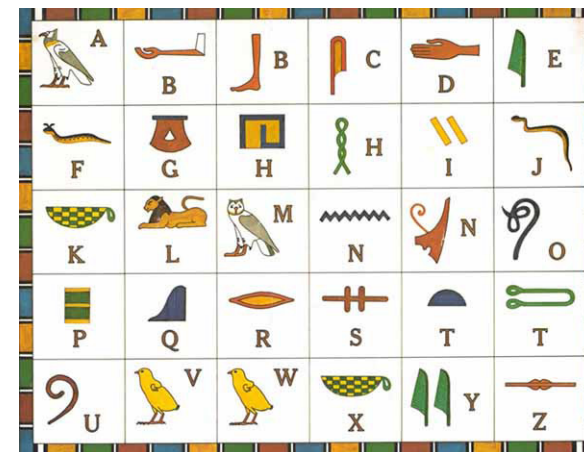 A B B C D E
F G H H I J
K L M N N O
P Q R S T T
U V W X Y Z